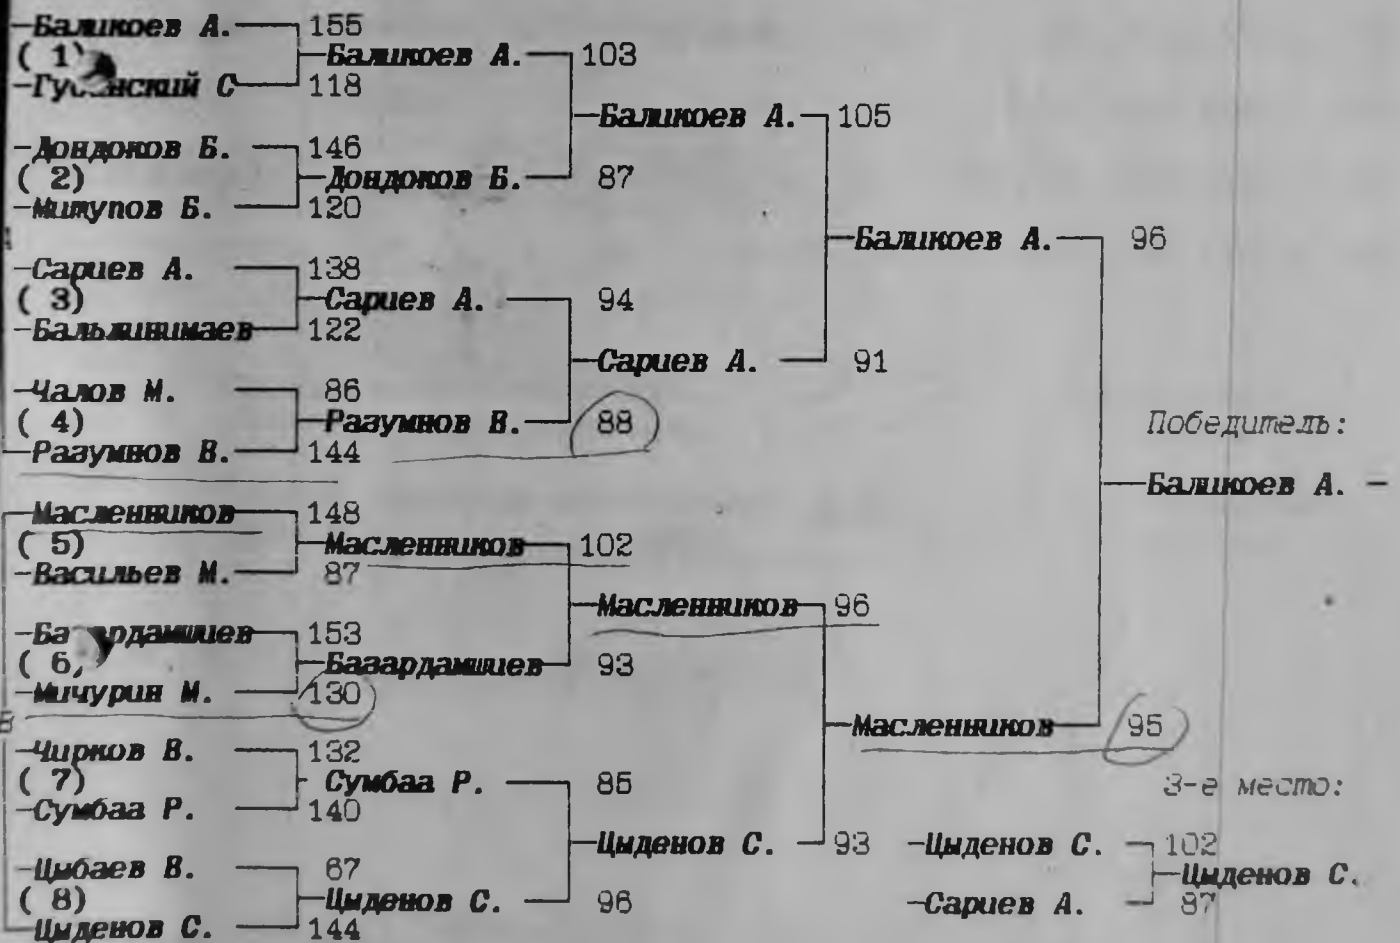 Баликоев А. 155
( 1) Баликоев А. 103
118
Баликоев А. 105
Дондоков Б. 146
( 2) Дондоков Б. 87
Мижупов Б. 120
Баликоев А. 96
Сариев А. 138
( 3) Сариев А. 94
Бальжинимаев 122
Сариев А. 91
Чалов М. 86
( 4) Разумнов В. 88
Победитель:
Разумнов В. 144
Баликоев А. -
Масленников 148
( 5) Масленников 102
Васильев М. 87
Масленников 96
153
( 6) Базардамшиев 93
Мичурин М. 130
Масленников 95
Чирков В. 132
( 7) Сумбаа Р. 85
3-е место:
Сумбаа Р. 140
Цыденов С. 93 Цыденов С. 102
Цыбаев В. 67
Цыденов С.
( 8) Цыденов С. 96 Сариев А. 87
Цыденов С. 144